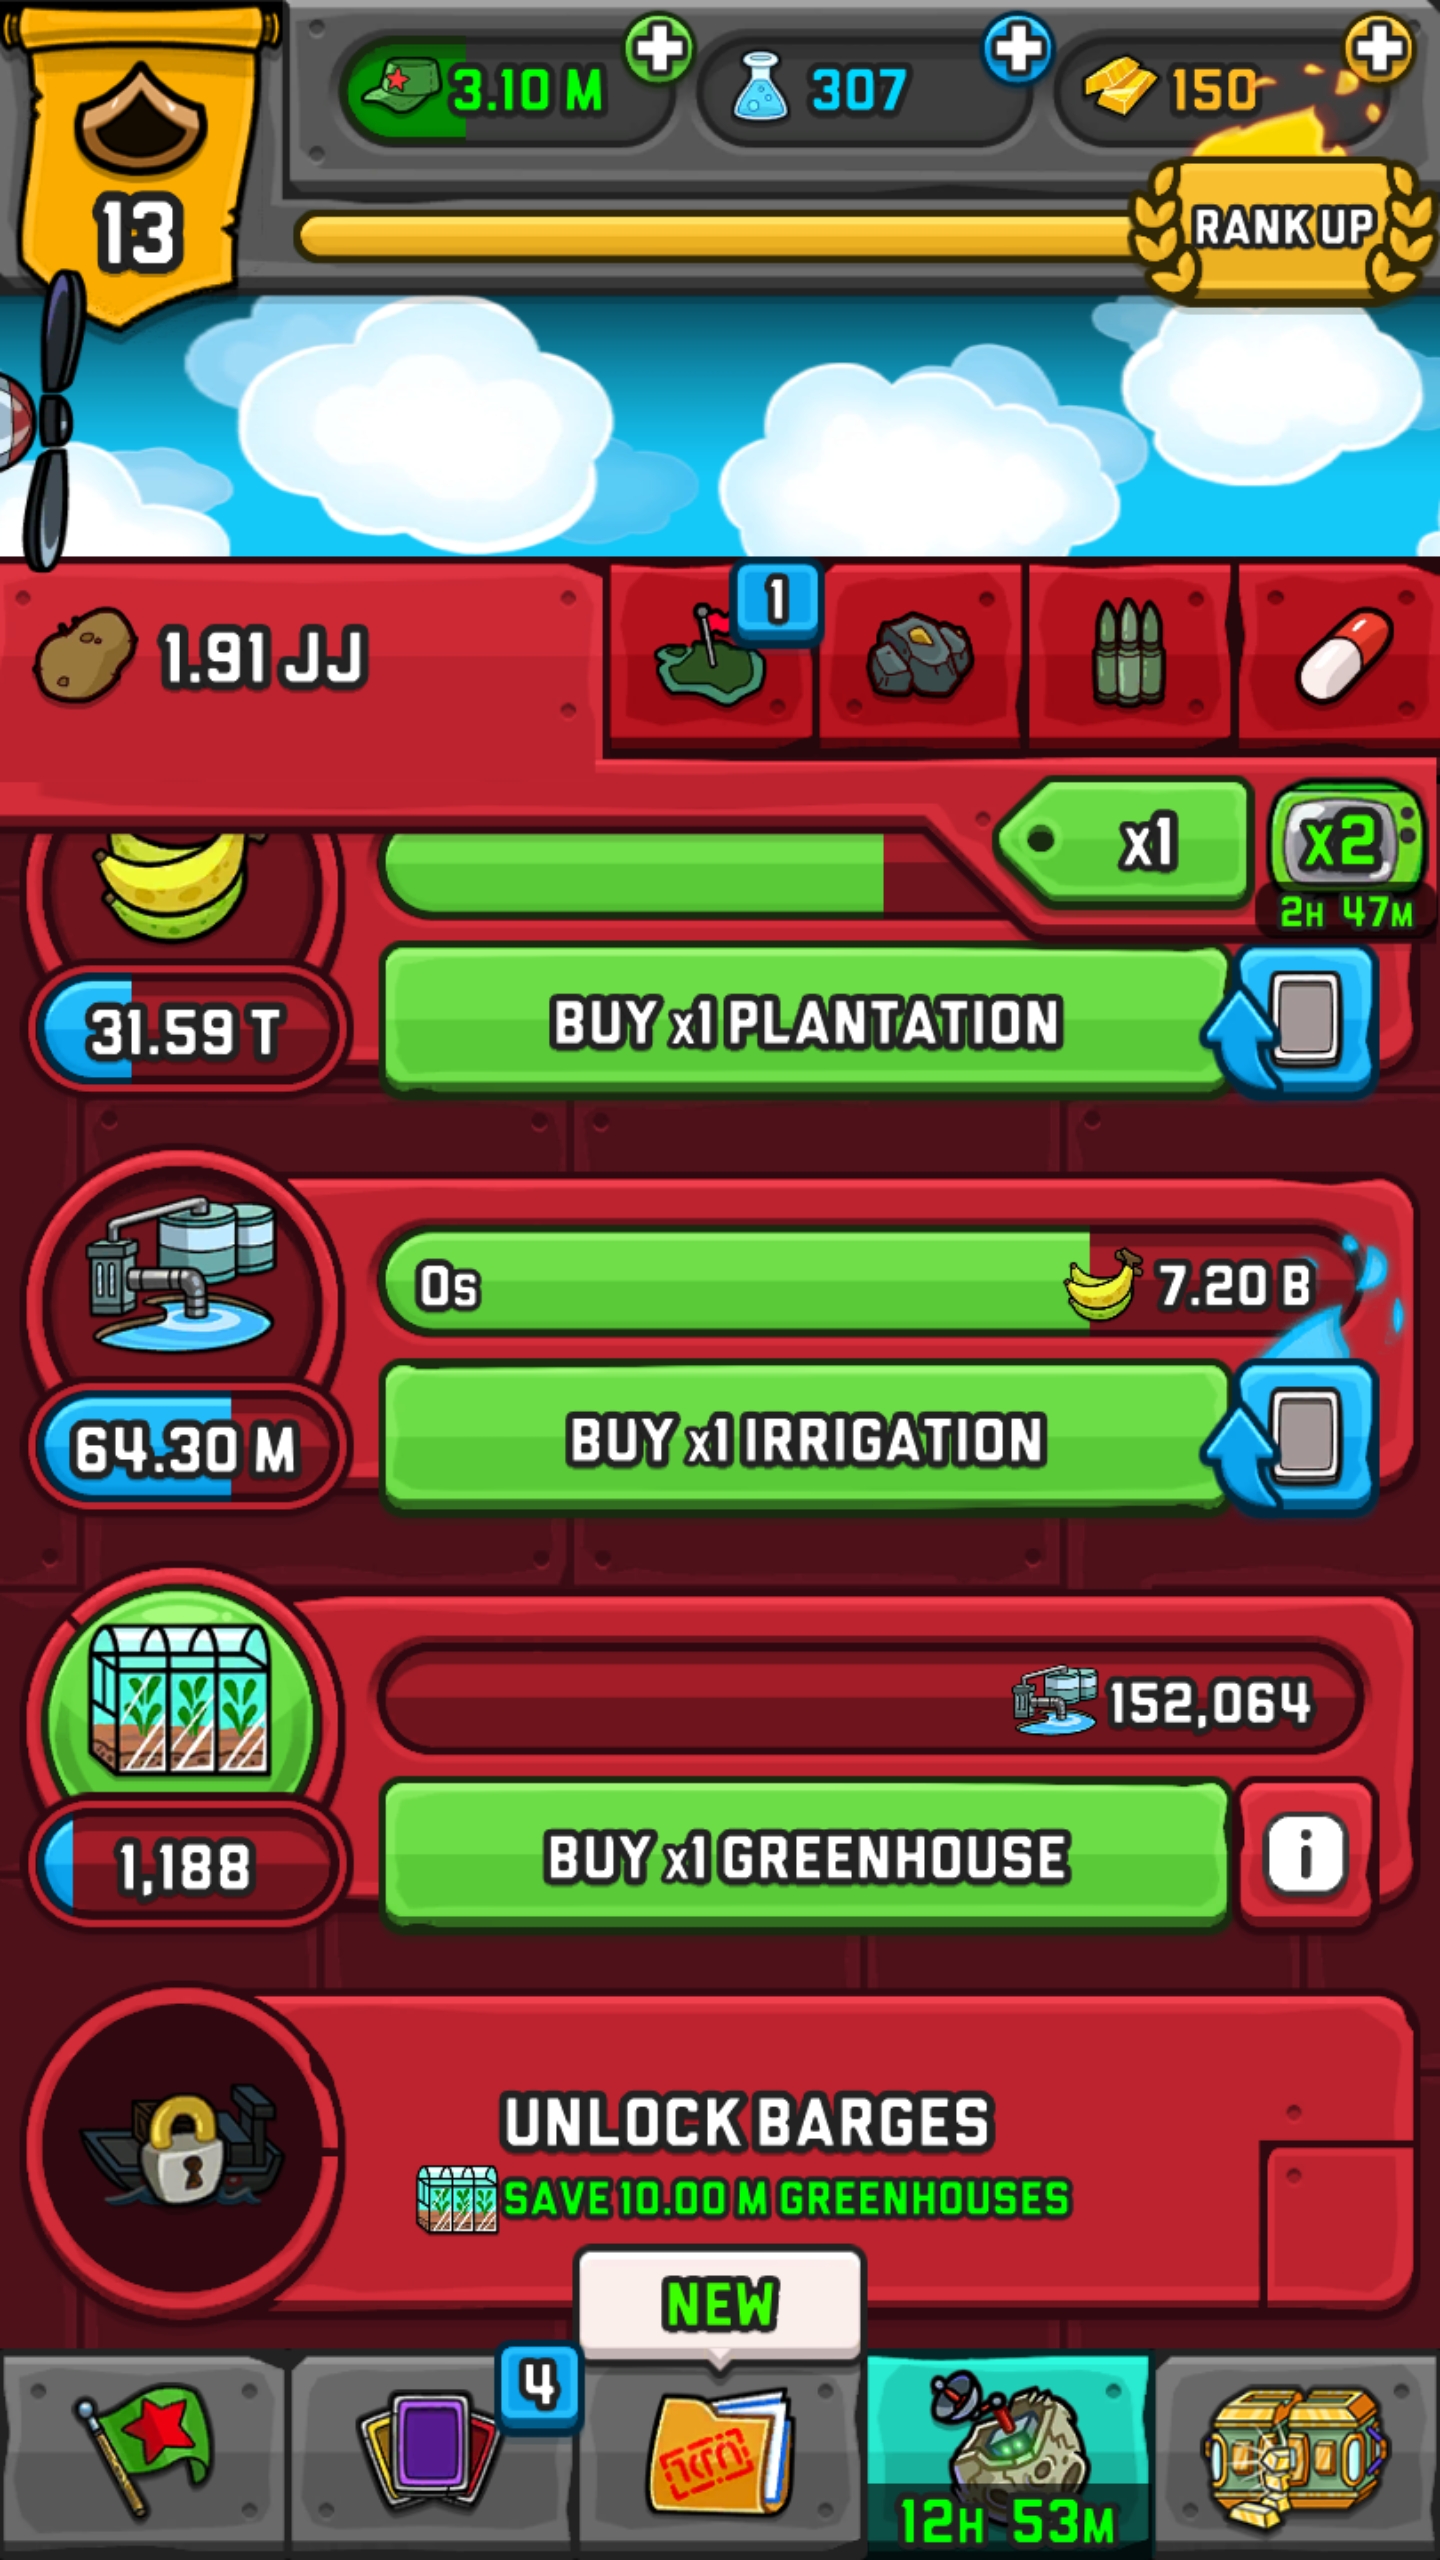 3.10 M
307
150
13
RANK UP
1
1.91 JJ
x1
x2
2H 47M
31.59 T
BUY x1 PLANTATION
0s
7.20 B
64.30 M
BUY x1 IRRIGATION
152,064
1,188
BUY x1 GREENHOUSE
i
UNLOCK BARGES
SAVE 10.00 M GREENHOUSES
NEW
4
12H 53M